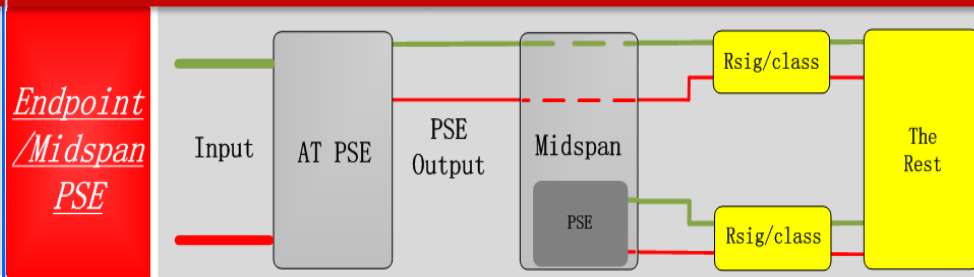 Endpoint
/Midspan
PSE
Input
AT PSE
PSE
Output
Midspan
PSE
Rsig/class
Rsig/class
The
Rest